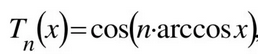 Tₙ(x)=cos(n·arccos x),